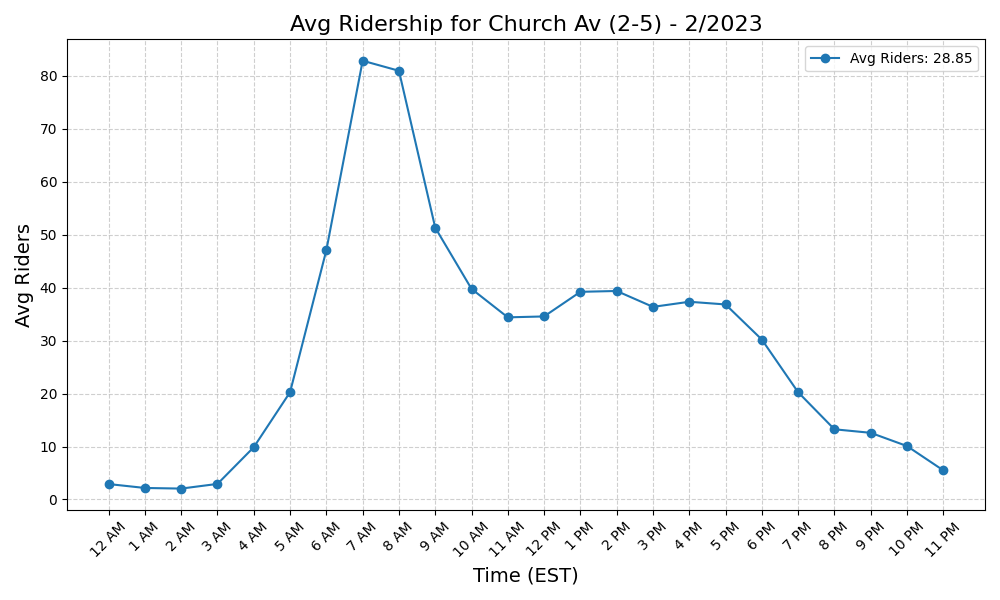 Avg Ridership for Church Av (2-5) - 2/2023
Avg Riders: 28.85
Avg Riders
80
70
60
50
40
30
20
10
0
12 AM
1 AM
2 AM
3 AM
4 AM
5 AM
6 AM
7 AM
8 AM
9 AM
10 AM
11 AM
12 PM
1 PM
2 PM
3 PM
4 PM
5 PM
6 PM
7 PM
8 PM
9 PM
10 PM
11 PM
Time (EST)